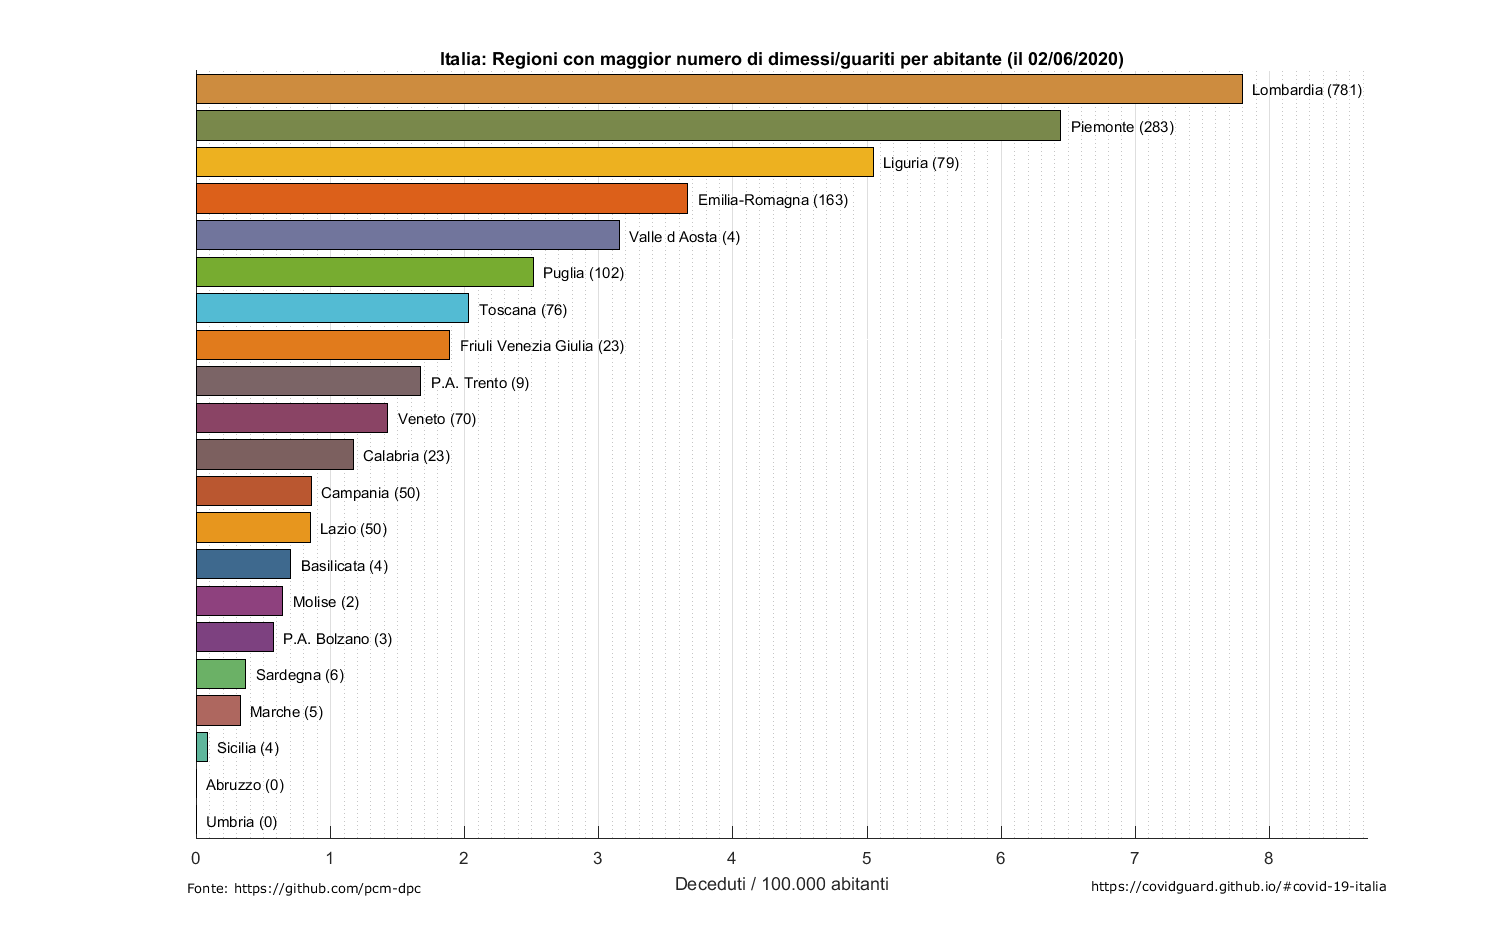 Italia: Regioni con maggior numero di dimessi/guariti per abitante (il 02/06/2020)
Lombardia (781)
Piemonte (283)
Liguria (79)
Emilia-Romagna (163)
Valle d Aosta (4)
Puglia (102)
Toscana (76)
Friuli Venezia Giulia (23)
P.A. Trento (9)
Veneto (70)
Calabria (23)
Campania (50)
Lazio (50)
Basilicata (4)
Molise (2)
P.A. Bolzano (3)
Sardegna (6)
Marche (5)
Sicilia (4)
Abruzzo (0)
Umbria (0)
0 1 2 3 4 5 6 7 8
Deceduti / 100.000 abitanti
Fonte: https://github.com/pcm-dpc
https://covidguard.github.io/#covid-19-italia